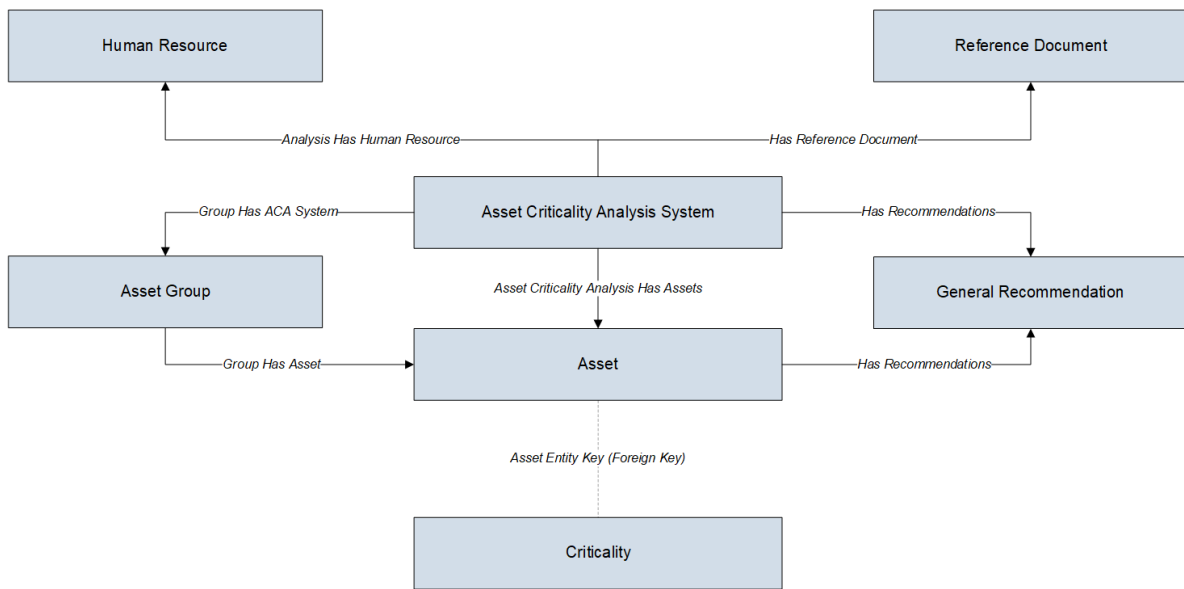 Human Resource
Reference Document
Analysis Has Human Resource
Has Reference Document
Group Has ACA System
Asset Criticality Analysis System
Has Recommendations
Asset Group
Asset Criticality Analysis Has Assets
General Recommendation
Group Has Asset
Asset
Has Recommendations
Asset Entity Key (Foreign Key)
Criticality